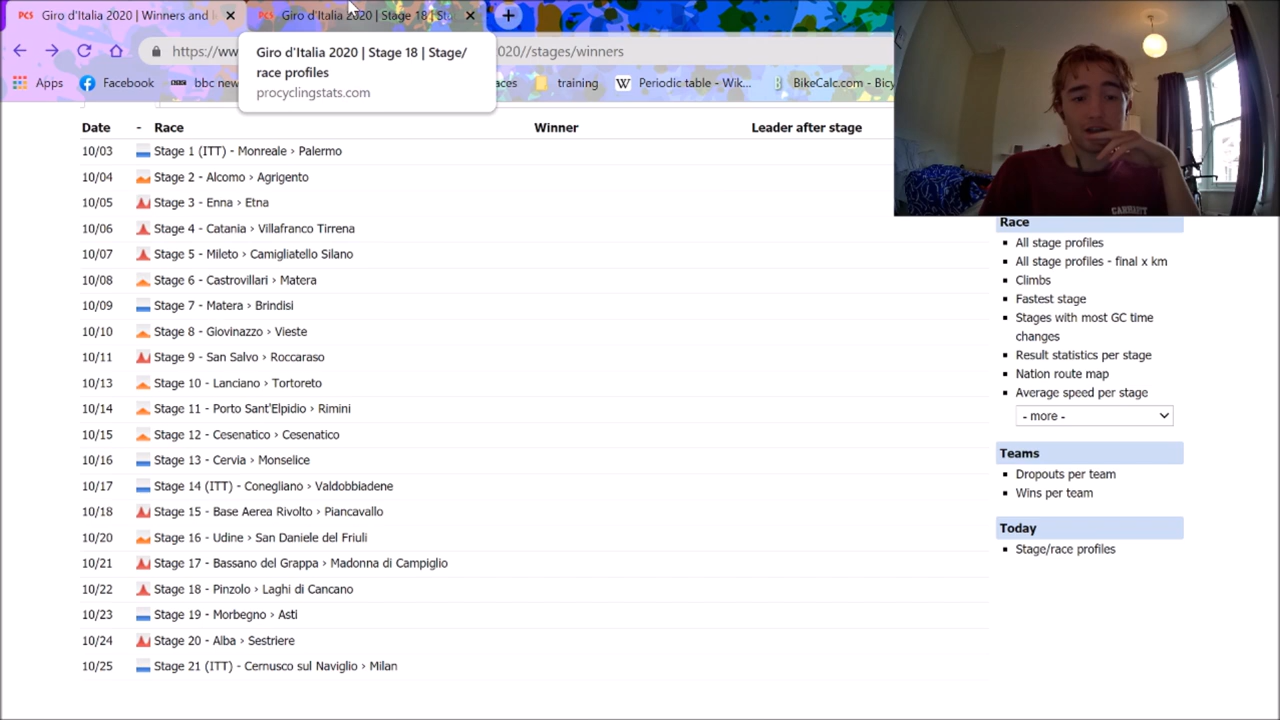 PCS Giro d'Italia 2020 | Winners and l
PCS Giro d'Italia 2020 | Stage 18 | St
https://www
2020//stages/winners
Giro d'Italia 2020 | Stage 18 | Stage/
race profiles
procyclingstats.com
Apps
Facebook
BBC bbc new
aces
training
W Periodic table - Wik...
BikeCalc.com - Bicy
Date - Race Winner Leader after stage
10/03 Stage 1 (ITT) - Monreale › Palermo
10/04 Stage 2 - Alcomo › Agrigento
10/05 Stage 3 - Enna › Etna
10/06 Stage 4 - Catania › Villafranco Tirrena
10/07 Stage 5 - Mileto › Camigliatello Silano
10/08 Stage 6 - Castrovillari › Matera
10/09 Stage 7 - Matera › Brindisi
10/10 Stage 8 - Giovinazzo › Vieste
10/11 Stage 9 - San Salvo › Roccaraso
10/13 Stage 10 - Lanciano › Tortoreto
10/14 Stage 11 - Porto Sant'Elpidio › Rimini
10/15 Stage 12 - Cesenatico › Cesenatico
10/16 Stage 13 - Cervia › Monselice
10/17 Stage 14 (ITT) - Conegliano › Valdobbiadene
10/18 Stage 15 - Base Aerea Rivolto › Piancavallo
10/20 Stage 16 - Udine › San Daniele del Friuli
10/21 Stage 17 - Bassano del Grappa › Madonna di Campiglio
10/22 Stage 18 - Pinzolo › Laghi di Cancano
10/23 Stage 19 - Morbegno › Asti
10/24 Stage 20 - Alba › Sestriere
10/25 Stage 21 (ITT) - Cernusco sul Naviglio › Milan
CARHARTT
Race
All stage profiles
All stage profiles - final x km
Climbs
Fastest stage
Stages with most GC time
changes
Result statistics per stage
Nation route map
Average speed per stage
- more -
Teams
Dropouts per team
Wins per team
Today
Stage/race profiles